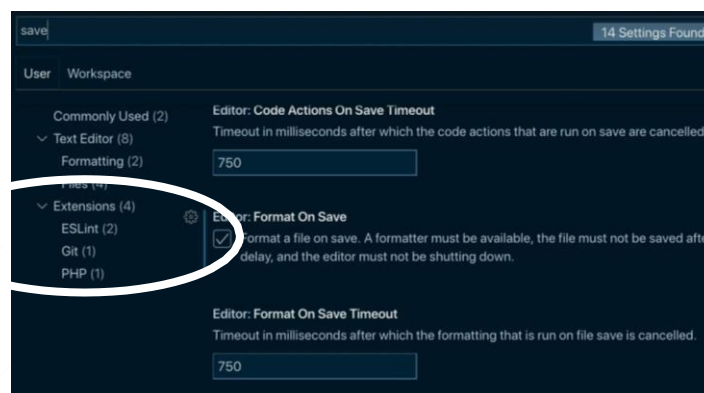 save
14 Settings Found
User Workspace
Commonly Used (2)
Text Editor (8)
Formatting (2)
Files (4)
Extensions (4)
ESLint (2)
Git (1)
PHP (1)
Editor: Code Actions On Save Timeout
Timeout in milliseconds after which the code actions that are run on save are cancelled
750
Editor: Format On Save
Format a file on save. A formatter must be available, the file must not be saved afte
delay, and the editor must not be shutting down.
Editor: Format On Save Timeout
Timeout in milliseconds after which the formatting that is run on file save is cancelled.
750